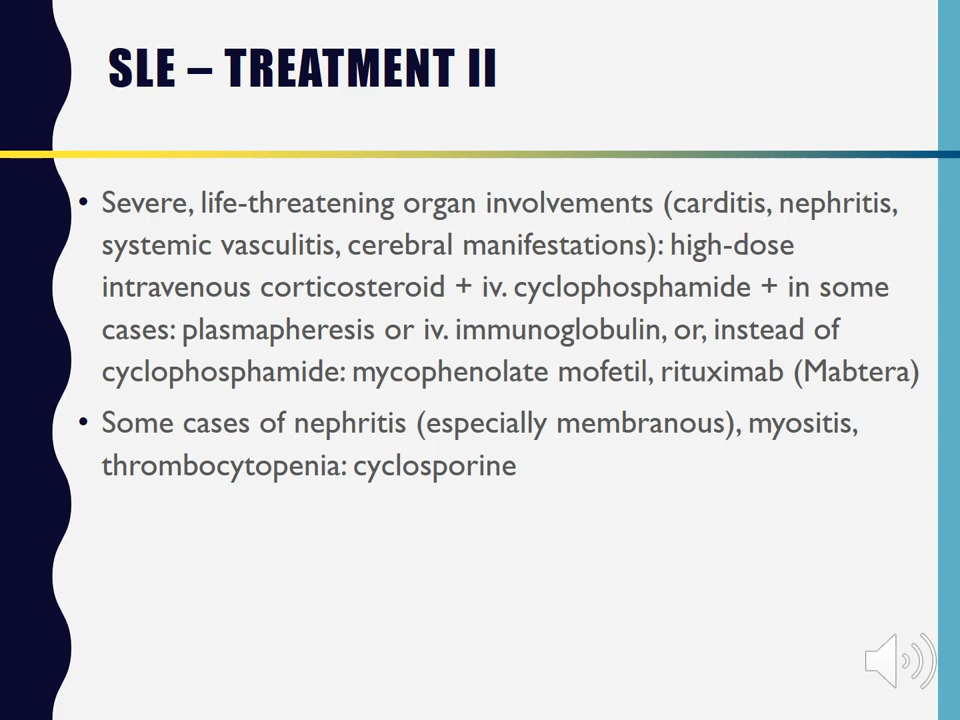 SLE – TREATMENT II
• Severe, life-threatening organ involvements (carditis, nephritis,
systemic vasculitis, cerebral manifestations): high-dose
intravenous corticosteroid + iv. cyclophosphamide + in some
cases: plasmapheresis or iv. immunoglobulin, or, instead of
cyclophosphamide: mycophenolate mofetil, rituximab (Mabtera)
• Some cases of nephritis (especially membranous), myositis,
thrombocytopenia: cyclosporine